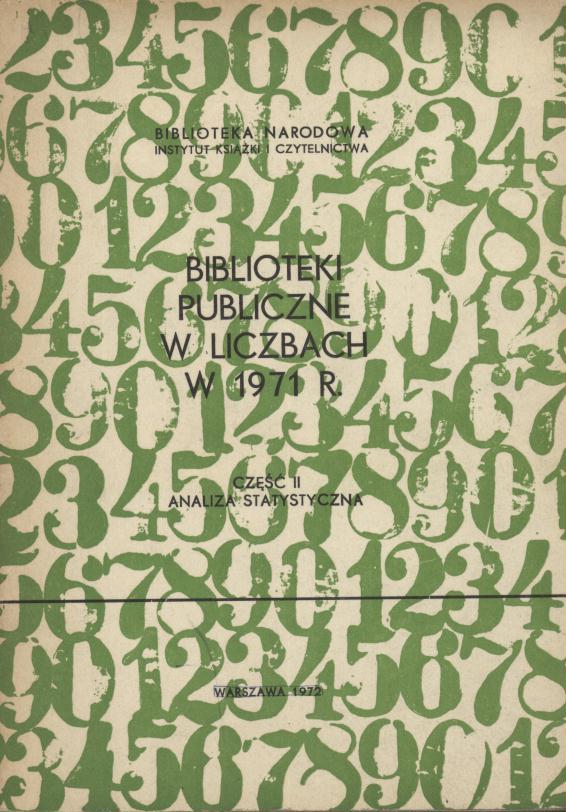 BIBLIOTEKA NARODOWA
INSTYTUT KSIĄŻKI I CZYTELNICTWA
BIBLIOTEKI
PUBLICZNE
W LICZBACH
W 1971 R.
CZĘŚĆ II
ANALIZA STATYSTYCZNA
WARSZAWA 1972